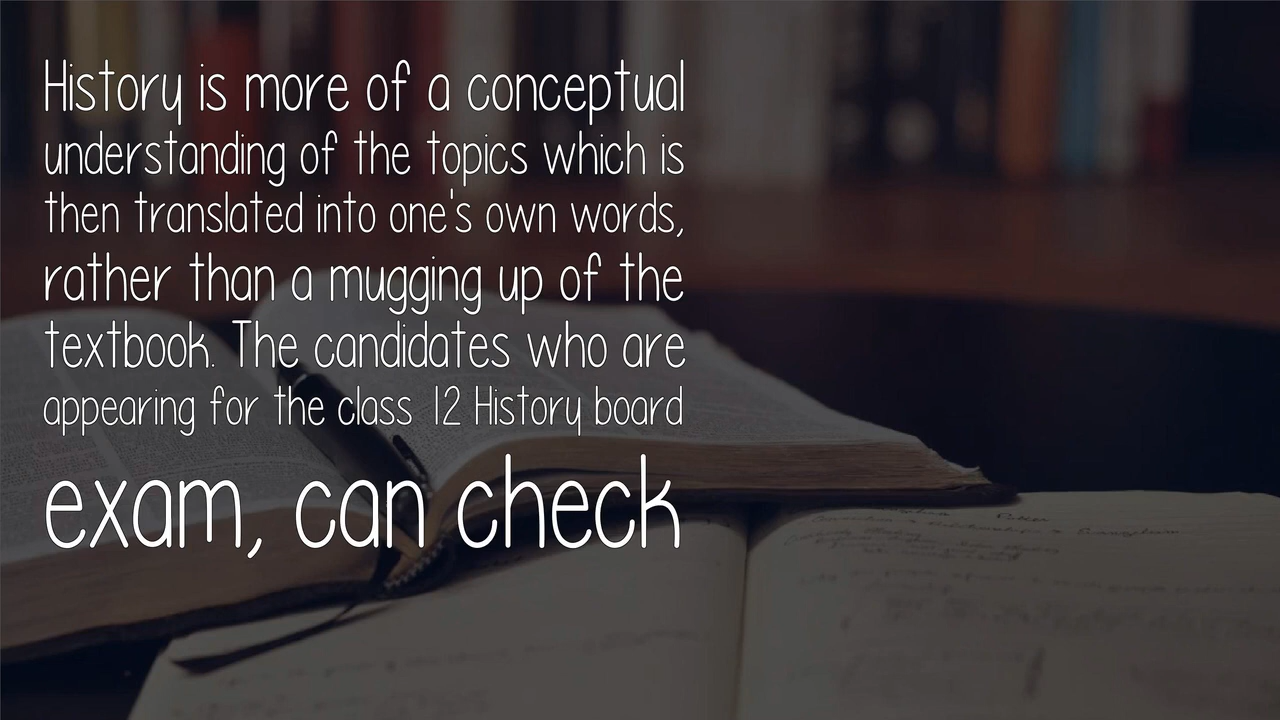 History is more of a conceptual
understanding of the topics which is
then translated into one's own words,
rather than a mugging up of the
textbook. The candidates who are
appearing for the class 12 History board
exam, can check